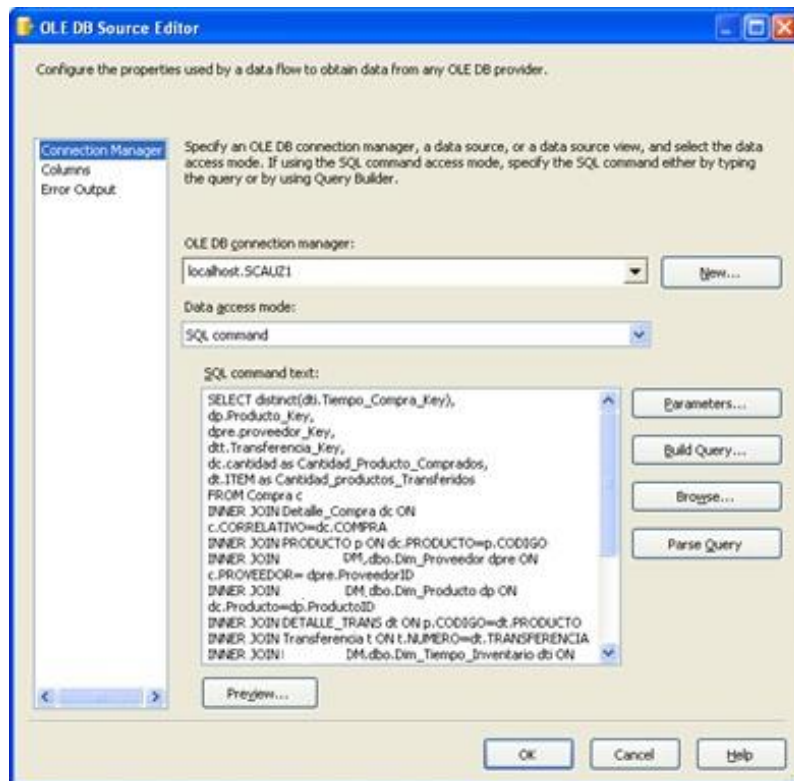 OLE DB Source Editor
Configure the properties used by a data flow to obtain data from any OLE DB provider.
Connection Manager
Columns
Error Output
Specify an OLE DB connection manager, a data source, or a data source view, and select the data
access mode. If using the SQL command access mode, specify the SQL command either by typing
the query or by using Query Builder.
OLE DB connection manager:
localhost.SCAUZ1
New...
Data access mode:
SQL command
SQL command text:
SELECT distinct(dti.Tiempo_Compra_Key),
dp.Producto_Key,
dpre.proveedor_Key,
dtt.Transferencia_Key,
dc.cantidad as Cantidad_Producto_Comprados,
dt.ITEM as Cantidad_productos_Transferidos
FROM Compra c
INNER JOIN Detalle_Compra dc ON
c.CORRELATIVO=dc.COMPRA
INNER JOIN PRODUCTO p ON dc.PRODUCTO=p.CODIGO
INNER JOIN DM.dbo.Dim_Proveedor dpre ON
c.PROVEEDOR= dpre.ProveedorID
INNER JOIN DM.dbo.Dim_Producto dp ON
dc.Producto=dp.ProductoID
INNER JOIN DETALLE_TRANS dt ON p.CODIGO=dt.PRODUCTO
INNER JOIN Transferencia t ON t.NUMERO=dt.TRANSFERENCIA
INNER JOIN DM.dbo.Dim_Tiempo_Inventario dti ON
Parameters...
Build Query...
Browse...
Parse Query
Preview...
OK
Cancel
Help